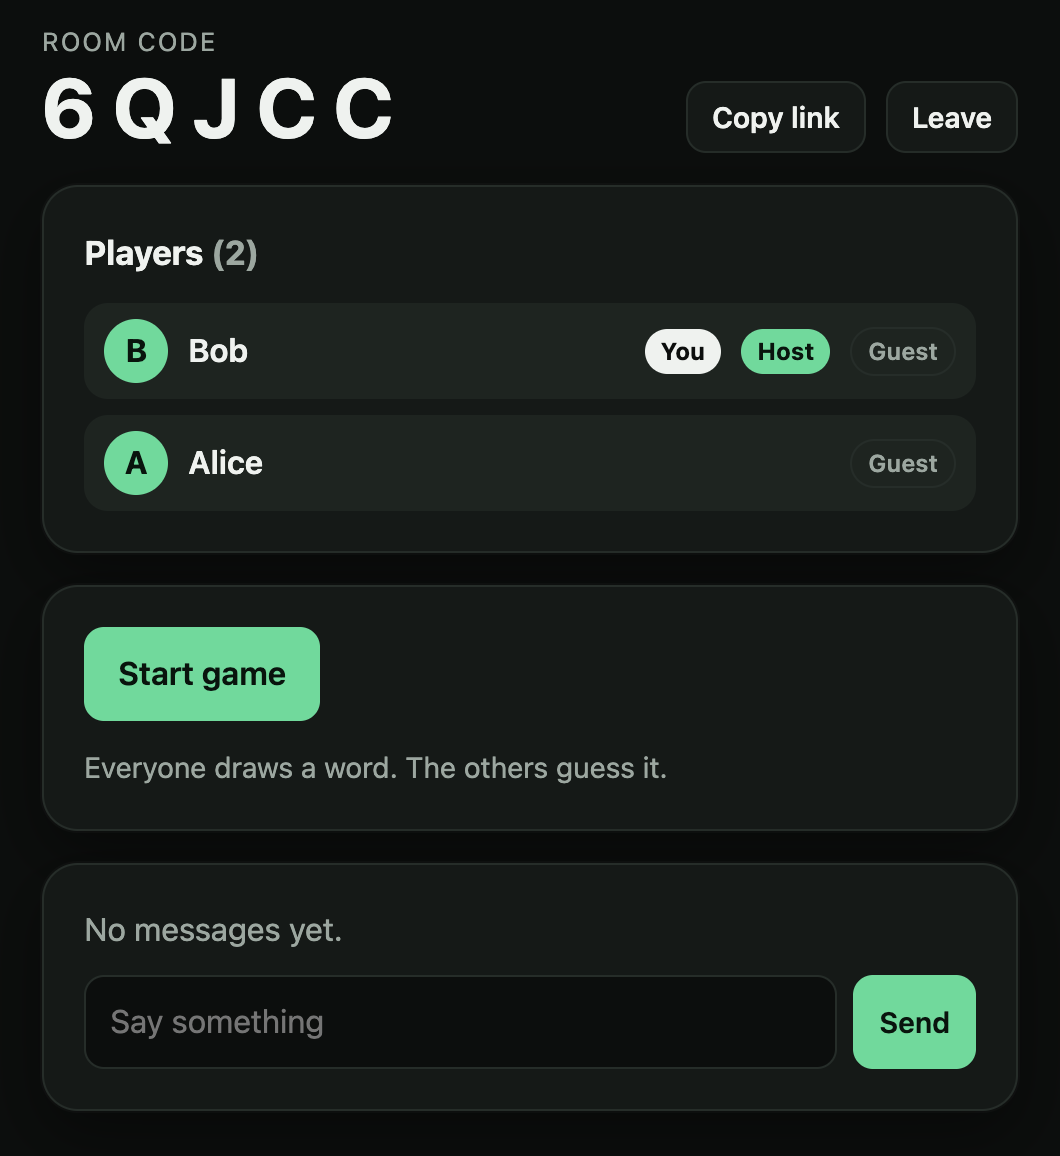 ROOM CODE
6QJCC
Copy link Leave
Players (2)
B Bob You Host Guest
A Alice Guest
Start game
Everyone draws a word. The others guess it.
No messages yet.
Say something Send